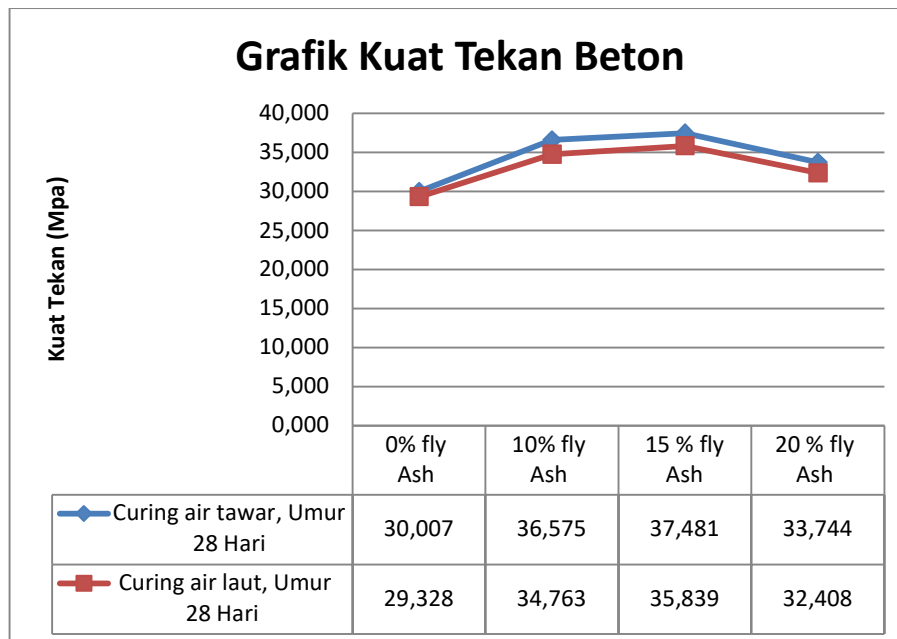 Grafik Kuat Tekan Beton
Kuat Tekan (Mpa)
40,000
35,000
30,000
25,000
20,000
15,000
10,000
5,000
0,000
0% fly
Ash
10% fly
Ash
15 % fly
Ash
20 % fly
Ash
Curing air tawar, Umur
28 Hari
30,007
36,575
37,481
33,744
Curing air laut, Umur
28 Hari
29,328
34,763
35,839
32,408